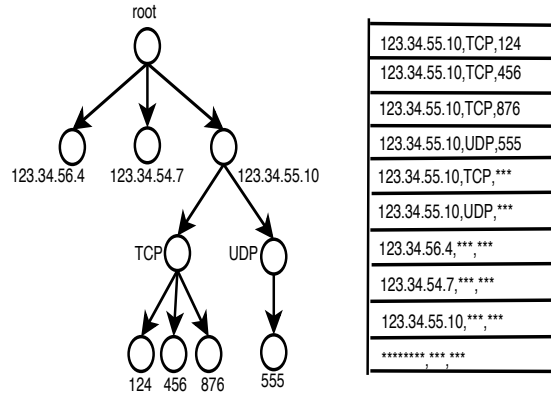 root
123.34.56.4
123.34.54.7
123.34.55.10
TCP
UDP
124
456
876
555
123.34.55.10,TCP,124
123.34.55.10,TCP,456
123.34.55.10,TCP,876
123.34.55.10,UDP,555
123.34.55.10,TCP,***
123.34.55.10,UDP,***
123.34.56.4,***,***
123.34.54.7,***,***
123.34.55.10,***,***
********,***,***